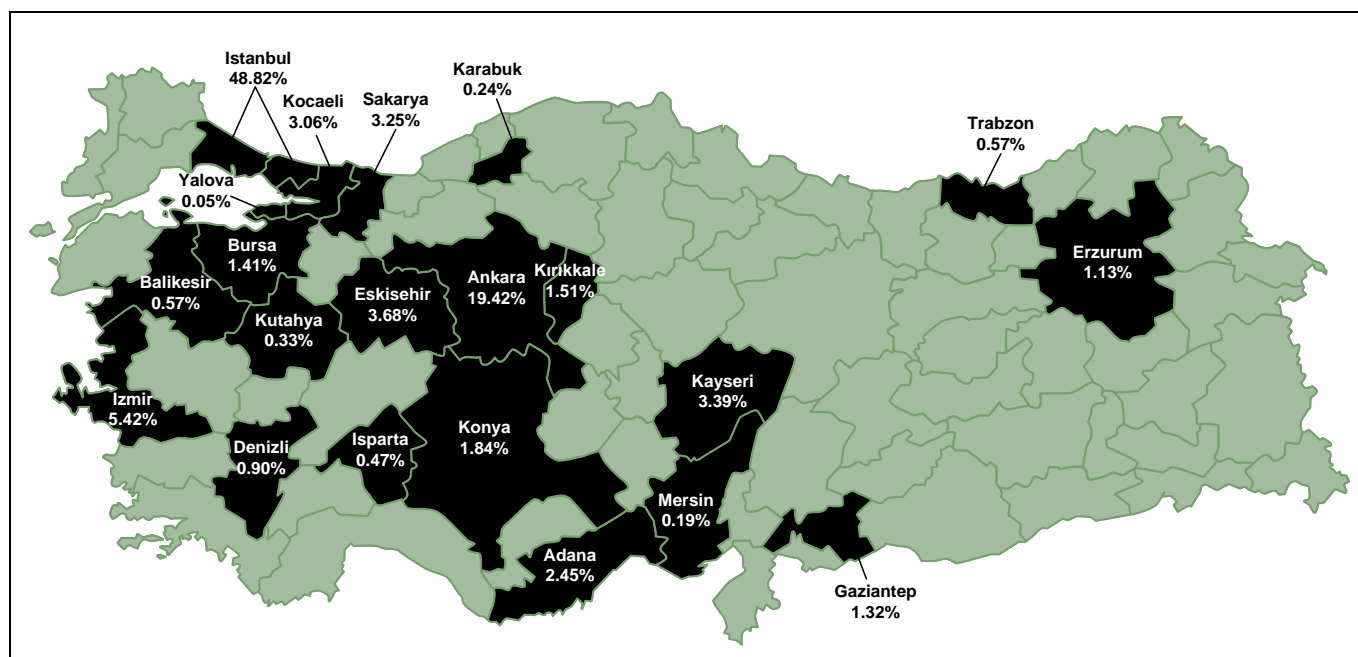 Istanbul
48.82%
Kocaeli
3.06%
Sakarya
3.25%
Karabuk
0.24%
Trabzon
0.57%
Yalova
0.05%
Bursa
1.41%
Balikesir
0.57%
Kutahya
0.33%
Eskisehir
3.68%
Ankara
19.42%
Kırıkkale
1.51%
Erzurum
1.13%
Izmir
5.42%
Denizli
0.90%
Isparta
0.47%
Konya
1.84%
Kayseri
3.39%
Mersin
0.19%
Adana
2.45%
Gaziantep
1.32%